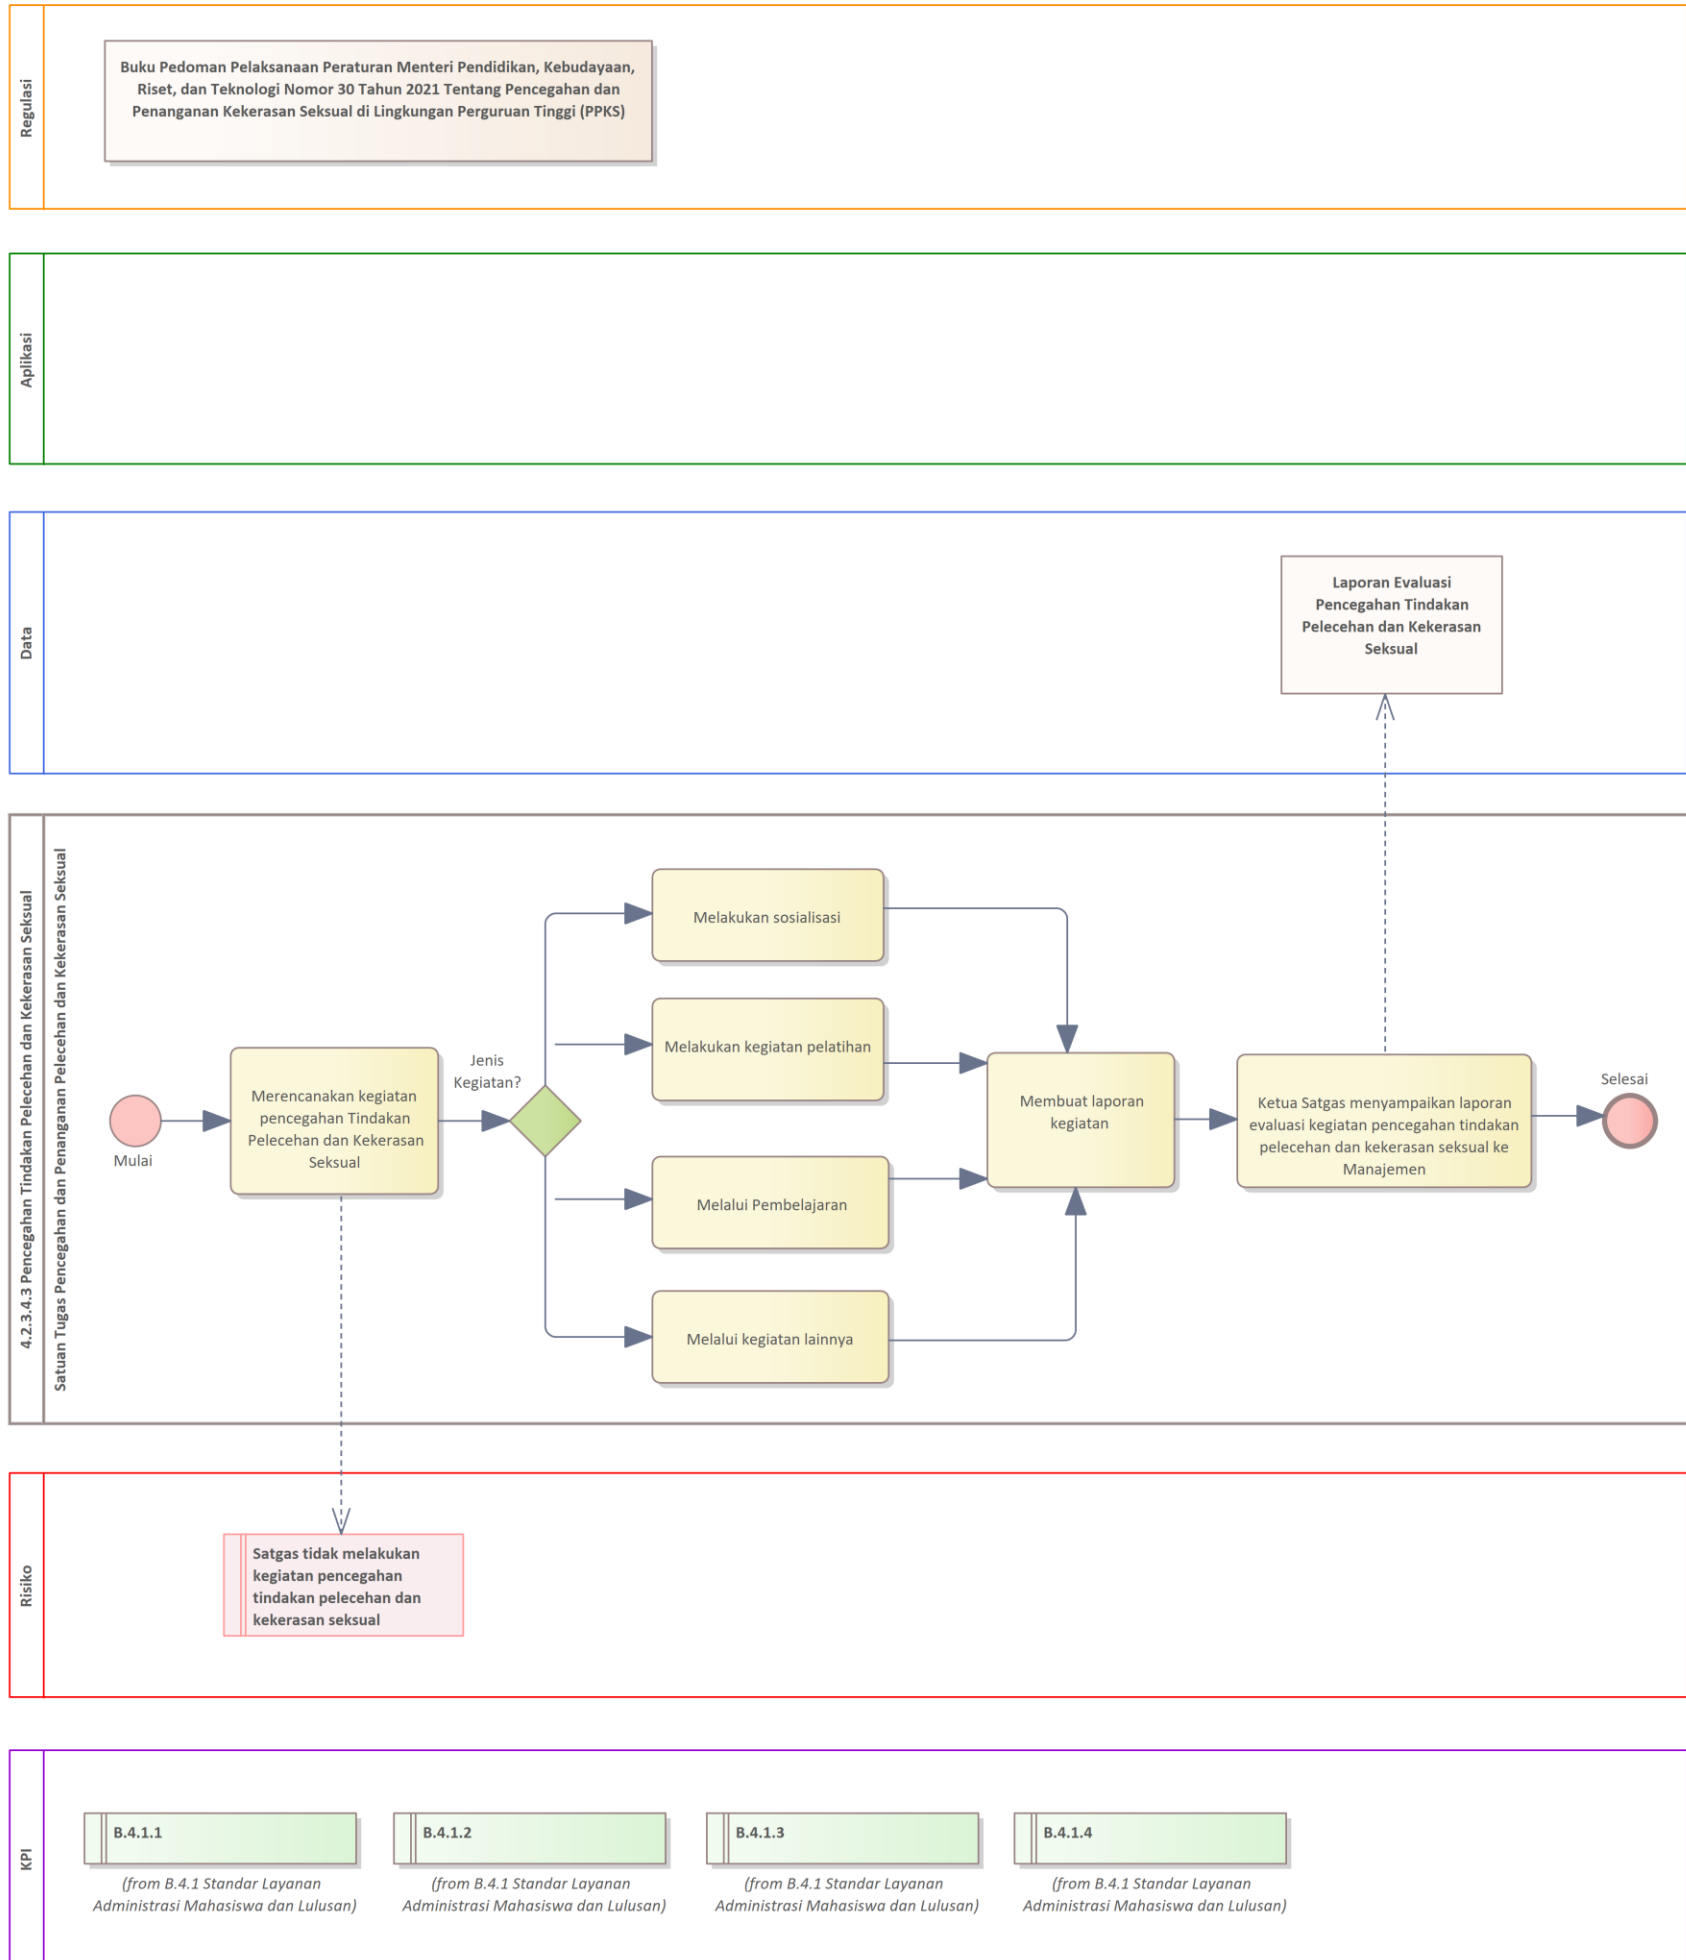 Regulasi
Buku Pedoman Pelaksanaan Peraturan Menteri Pendidikan, Kebudayaan,
Riset, dan Teknologi Nomor 30 Tahun 2021 Tentang Pencegahan dan
Penanganan Kekerasan Seksual di Lingkungan Perguruan Tinggi (PPKS)
Aplikasi
Data
Laporan Evaluasi
Pencegahan Tindakan
Pelecehan dan Kekerasan
Seksual
4.2.3.4.3 Pencegahan Tindakan Pelecehan dan Kekerasan Seksual
Satuan Tugas Pencegahan dan Penanganan Pelecehan dan Kekerasan Seksual
Mulai
Merencanakan kegiatan
pencegahan Tindakan
Pelecehan dan Kekerasan
Seksual
Jenis
Kegiatan?
Melakukan sosialisasi
Melakukan kegiatan pelatihan
Melalui Pembelajaran
Melalui kegiatan lainnya
Membuat laporan
kegiatan
Ketua Satgas menyampaikan laporan
evaluasi kegiatan pencegahan tindakan
pelecehan dan kekerasan seksual ke
Manajemen
Selesai
Risiko
Satgas tidak melakukan
kegiatan pencegahan
tindakan pelecehan dan
kekerasan seksual
KPI
B.4.1.1
(from B.4.1 Standar Layanan
Administrasi Mahasiswa dan Lulusan)
B.4.1.2
(from B.4.1 Standar Layanan
Administrasi Mahasiswa dan Lulusan)
B.4.1.3
(from B.4.1 Standar Layanan
Administrasi Mahasiswa dan Lulusan)
B.4.1.4
(from B.4.1 Standar Layanan
Administrasi Mahasiswa dan Lulusan)